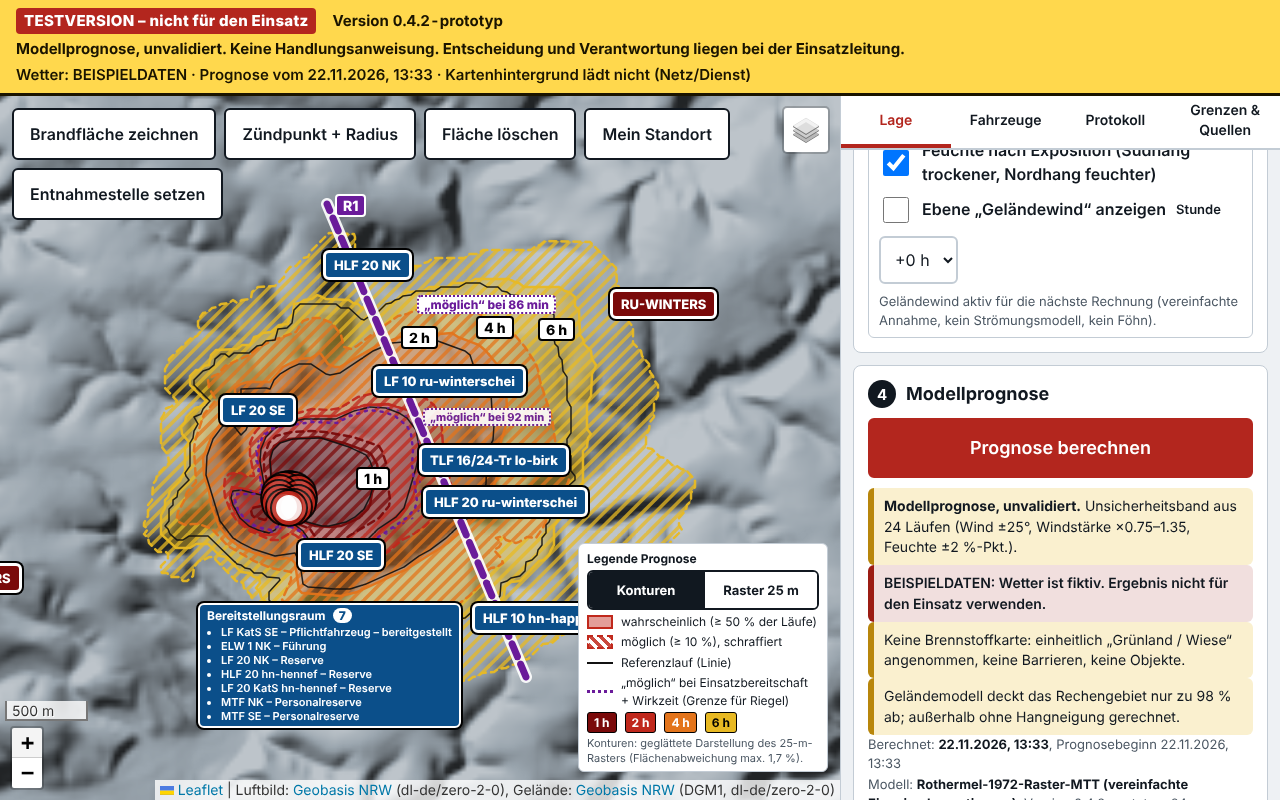 TESTVERSION – nicht für den Einsatz Version 0.4.2-prototyp
Modellprognose, unvalidiert. Keine Handlungsanweisung. Entscheidung und Verantwortung liegen bei der Einsatzleitung.
Wetter: BEISPIELDATEN · Prognose vom 22.11.2026, 13:33 · Kartenhintergrund lädt nicht (Netz/Dienst)
Brandfläche zeichnen
Zündpunkt + Radius
Fläche löschen
Mein Standort
Entnahmestelle setzen
R1
HLF 20 NK
„möglich“ bei 86 min
RU-WINTERS
2 h
4 h
6 h
LF 10 ru-winterschei
LF 20 SE
„möglich“ bei 92 min
TLF 16/24-Tr lo-birk
1 h
HLF 20 ru-winterschei
HLF 20 SE
RS
HLF 10 hn-happ
Bereitstellungsraum 7
LF KatS SE – Pflichtfahrzeug – bereitgestellt
ELW 1 NK – Führung
LF 20 NK – Reserve
HLF 20 hn-hennef – Reserve
LF 20 KatS hn-hennef – Reserve
MTF NK – Personalreserve
MTF SE – Personalreserve
500 m
+
−
Legende Prognose
Konturen Raster 25 m
wahrscheinlich (≥ 50 % der Läufe)
möglich (≥ 10 %), schraffiert
Referenzlauf (Linie)
„möglich“ bei Einsatzbereitschaft
+ Wirkzeit (Grenze für Riegel)
1 h 2 h 4 h 6 h
Konturen: geglättete Darstellung des 25-m-
Rasters (Flächenabweichung max. 1,7 %).
Leaflet | Luftbild: Geobasis NRW (dl-de/zero-2-0), Gelände: Geobasis NRW (DGM1, dl-de/zero-2-0)
Lage
Fahrzeuge
Protokoll
Grenzen &
Quellen
Feuchte nach Exposition (Südhang
trockener, Nordhang feuchter)
Ebene „Geländewind“ anzeigen Stunde
+0 h
Geländewind aktiv für die nächste Rechnung (vereinfachte
Annahme, kein Strömungsmodell, kein Föhn).
4 Modellprognose
Prognose berechnen
Modellprognose, unvalidiert. Unsicherheitsband aus
24 Läufen (Wind ±25°, Windstärke ×0.75–1.35,
Feuchte ±2 %-Pkt.).
BEISPIELDATEN: Wetter ist fiktiv. Ergebnis nicht für
den Einsatz verwenden.
Keine Brennstoffkarte: einheitlich „Grünland / Wiese“
angenommen, keine Barrieren, keine Objekte.
Geländemodell deckt das Rechengebiet nur zu 98 %
ab; außerhalb ohne Hangneigung gerechnet.
Berechnet: 22.11.2026, 13:33, Prognosebeginn 22.11.2026,
13:33
Modell: Rothermel-1972-Raster-MTT (vereinfachte